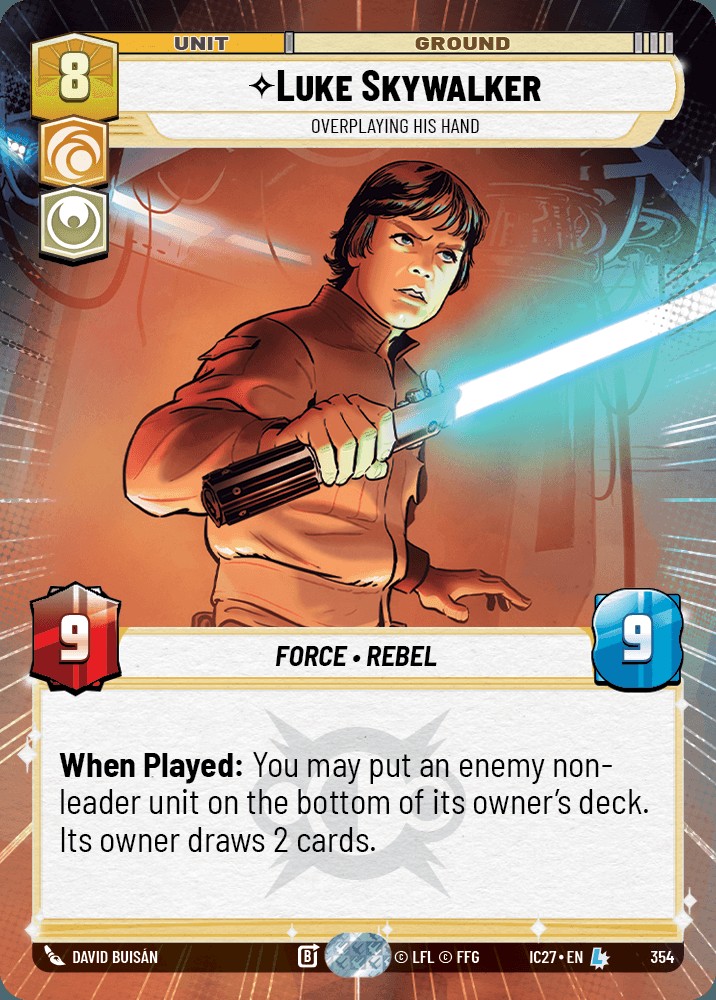 UNIT
GROUND
8
✧LUKE SKYWALKER
OVERPLAYING HIS HAND
9
FORCE • REBEL
9
When Played: You may put an enemy non-
leader unit on the bottom of its owner's deck.
Its owner draws 2 cards.
DAVID BUISÁN
B
© LFL © FFG
IC27 • EN
L
354